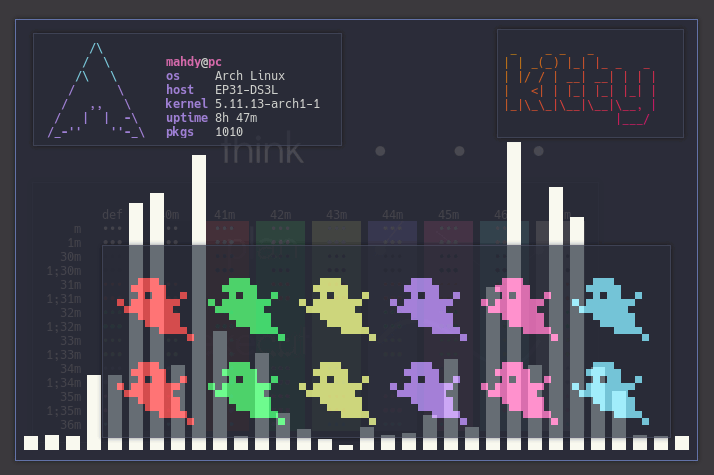 mahdy@pc
os Arch Linux
host EP31-DS3L
kernel 5.11.13-arch1-1
uptime 8h 47m
pkgs 1010
kitty
think
def 40m 41m 42m 43m 44m 45m
m
1m
30m
1;30m
31m
1;31m
32m
1;32m
33m
1;33m
34m
1;34m
35m
1;35m
36m